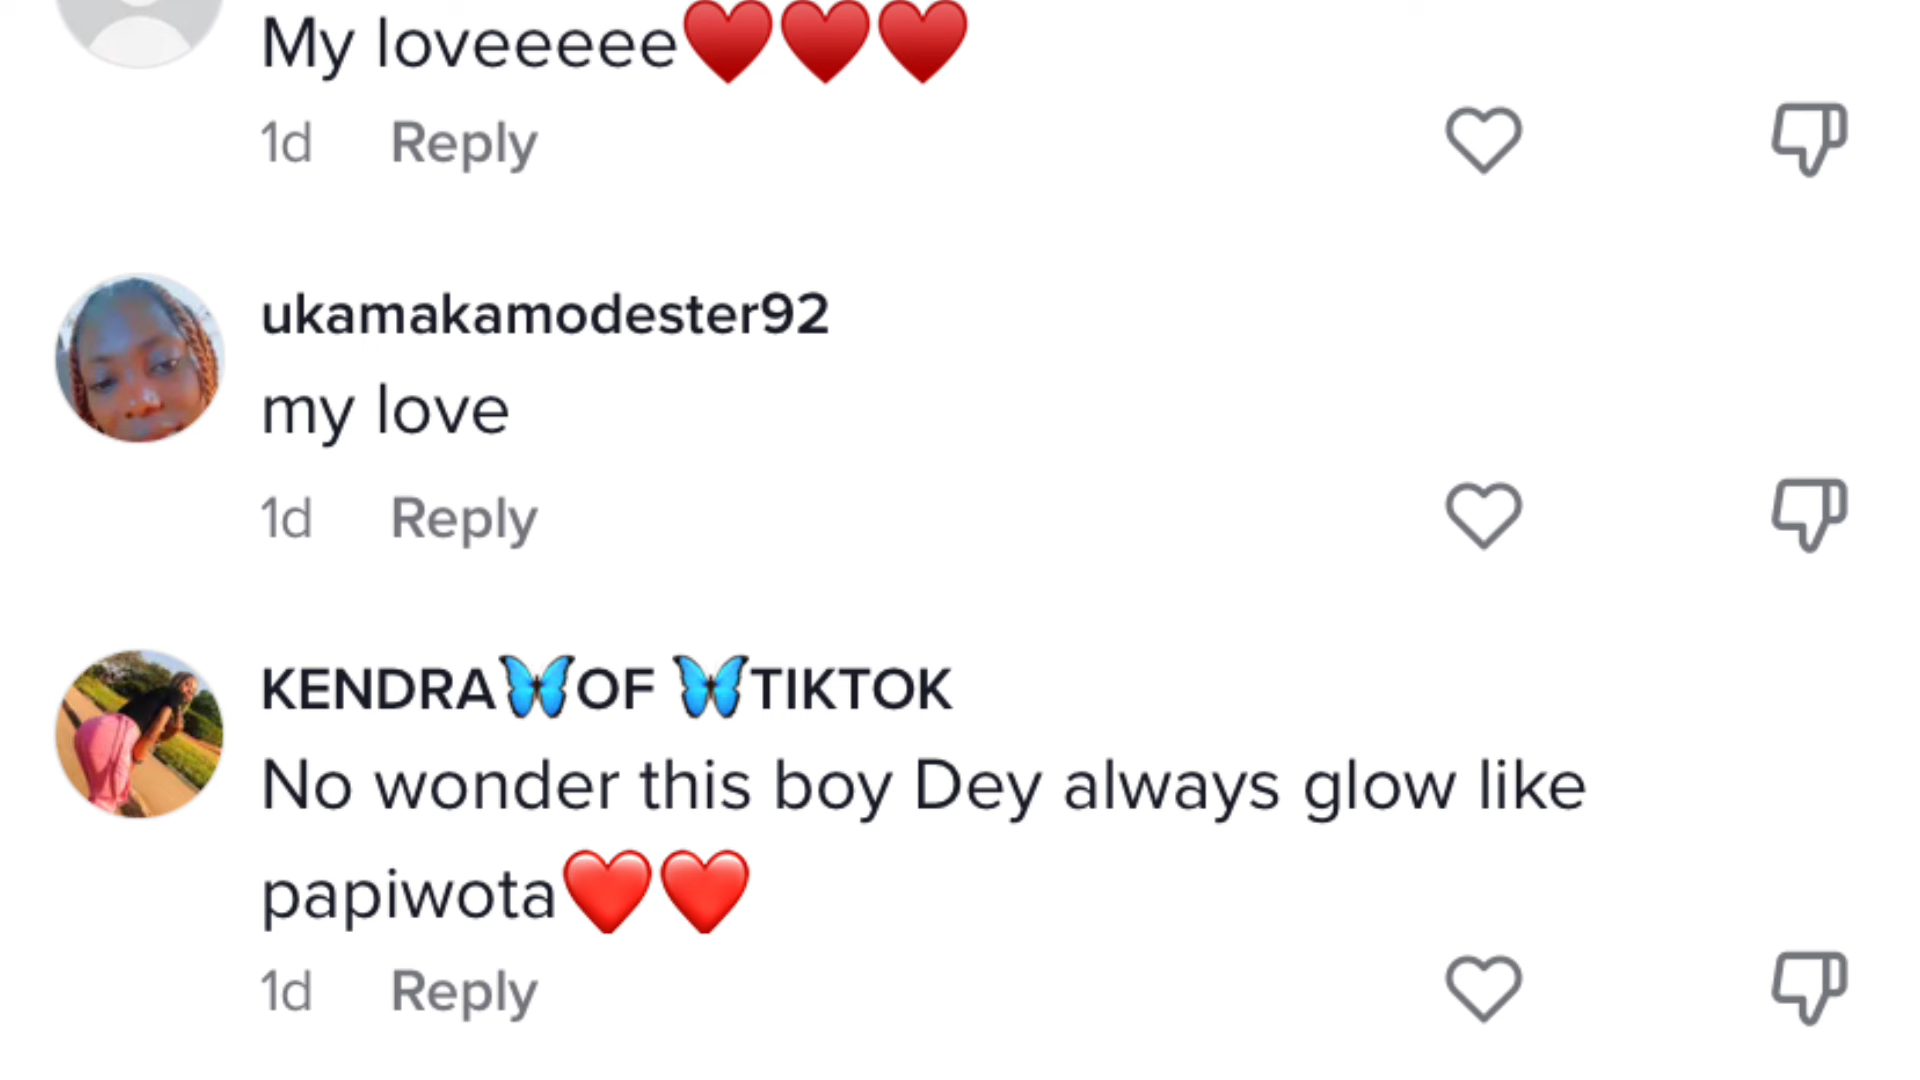 My loveeeee❤️❤️❤️
1d Reply
ukamakamodester92
my love
1d Reply
KENDRA🦋OF 🦋TIKTOK
No wonder this boy Dey always glow like
papiwota❤️❤️
1d Reply